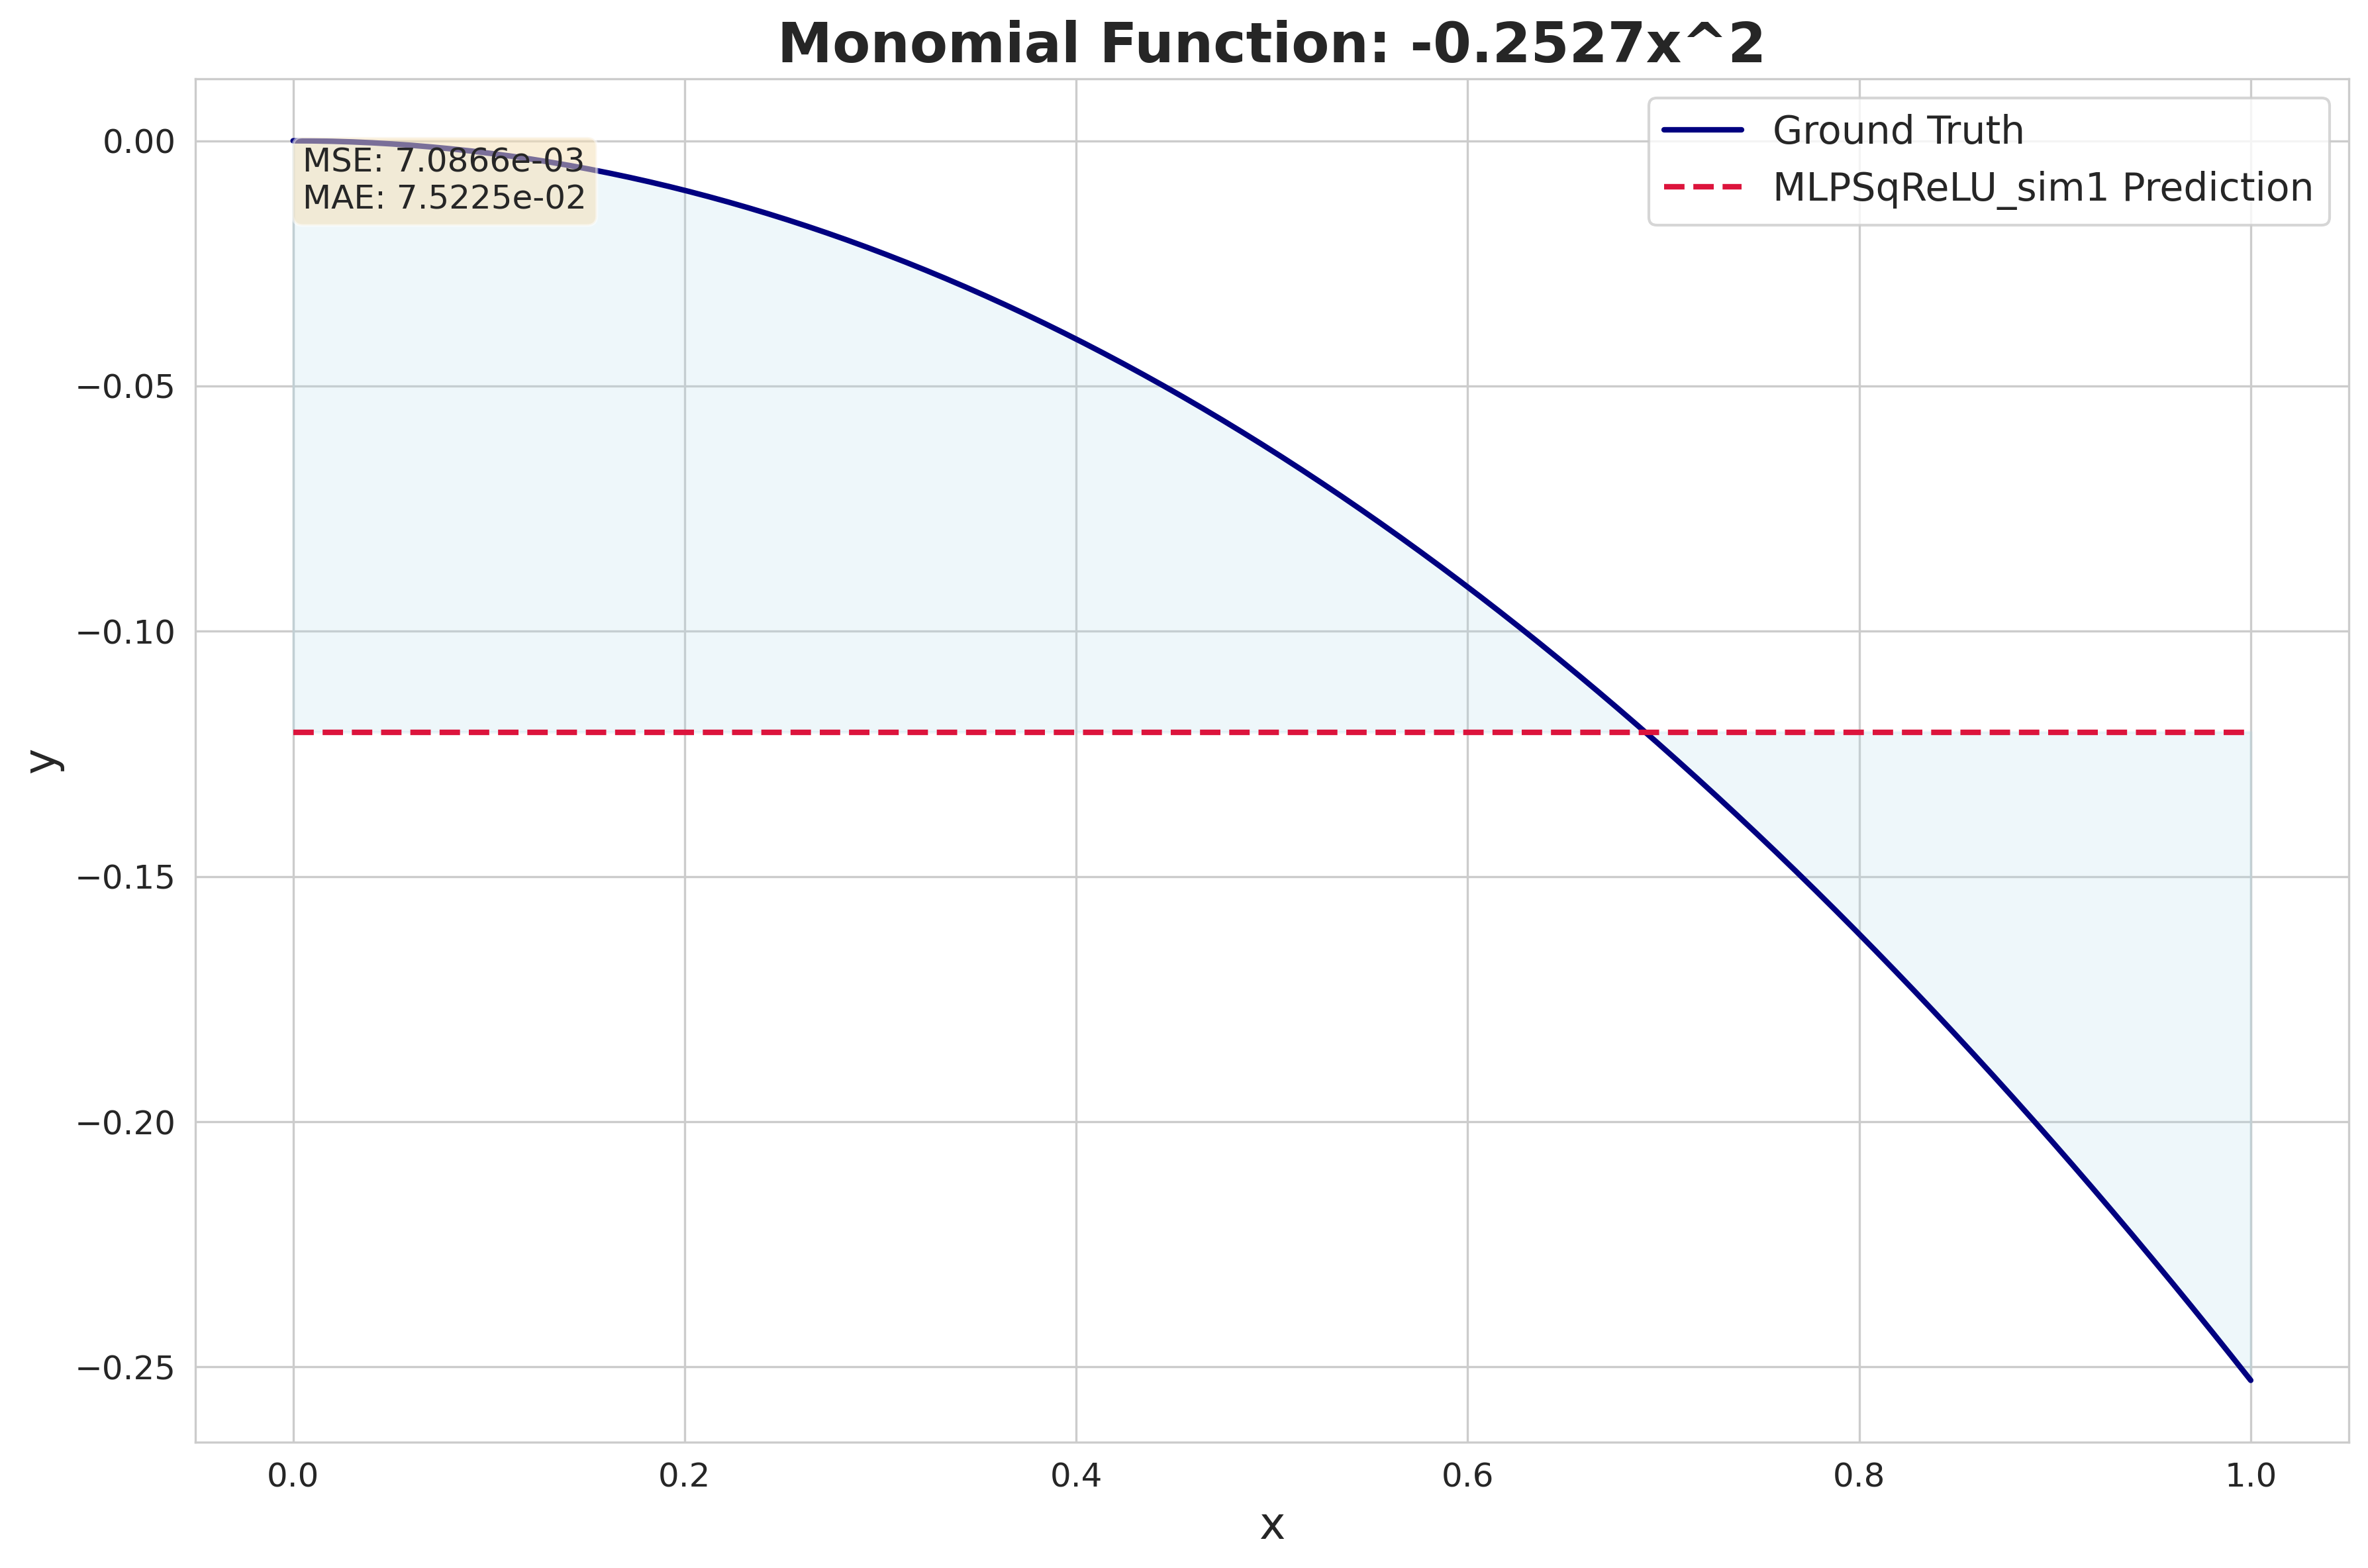 Monomial Function: -0.2527x^2
Ground Truth
MLPSqReLU_sim1 Prediction
MSE: 7.0866e-03
MAE: 7.5225e-02
y
0.00
−0.05
−0.10
−0.15
−0.20
−0.25
0.0 0.2 0.4 0.6 0.8 1.0
x